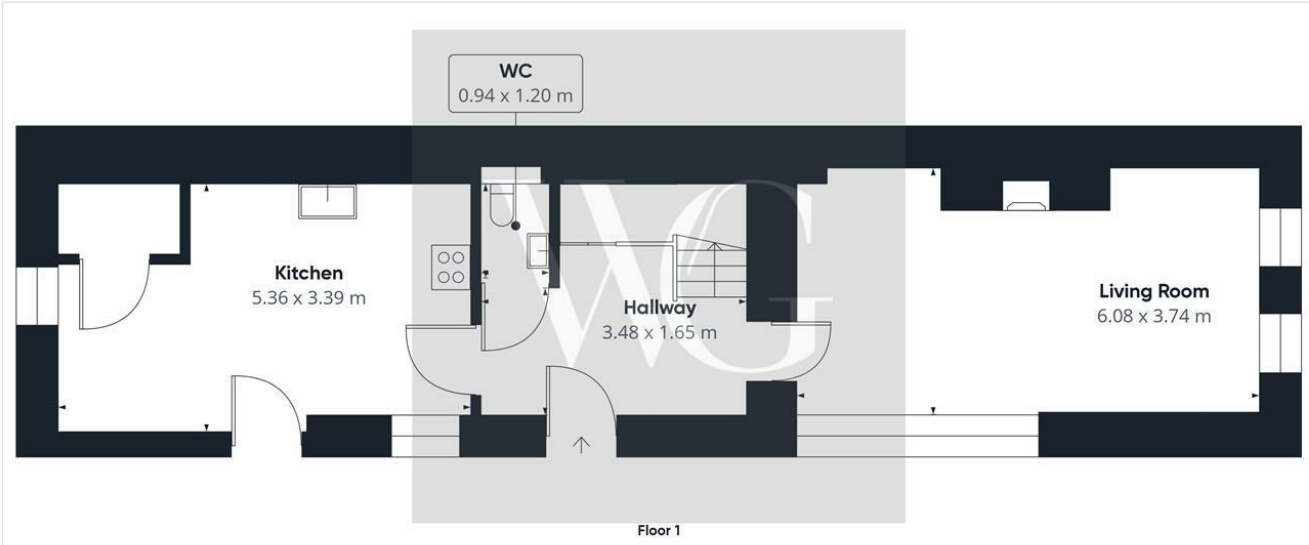 WC
0.94 x 1.20 m
Kitchen
5.36 x 3.39 m
Hallway
3.48 x 1.65 m
Living Room
6.08 x 3.74 m
WG
Floor 1